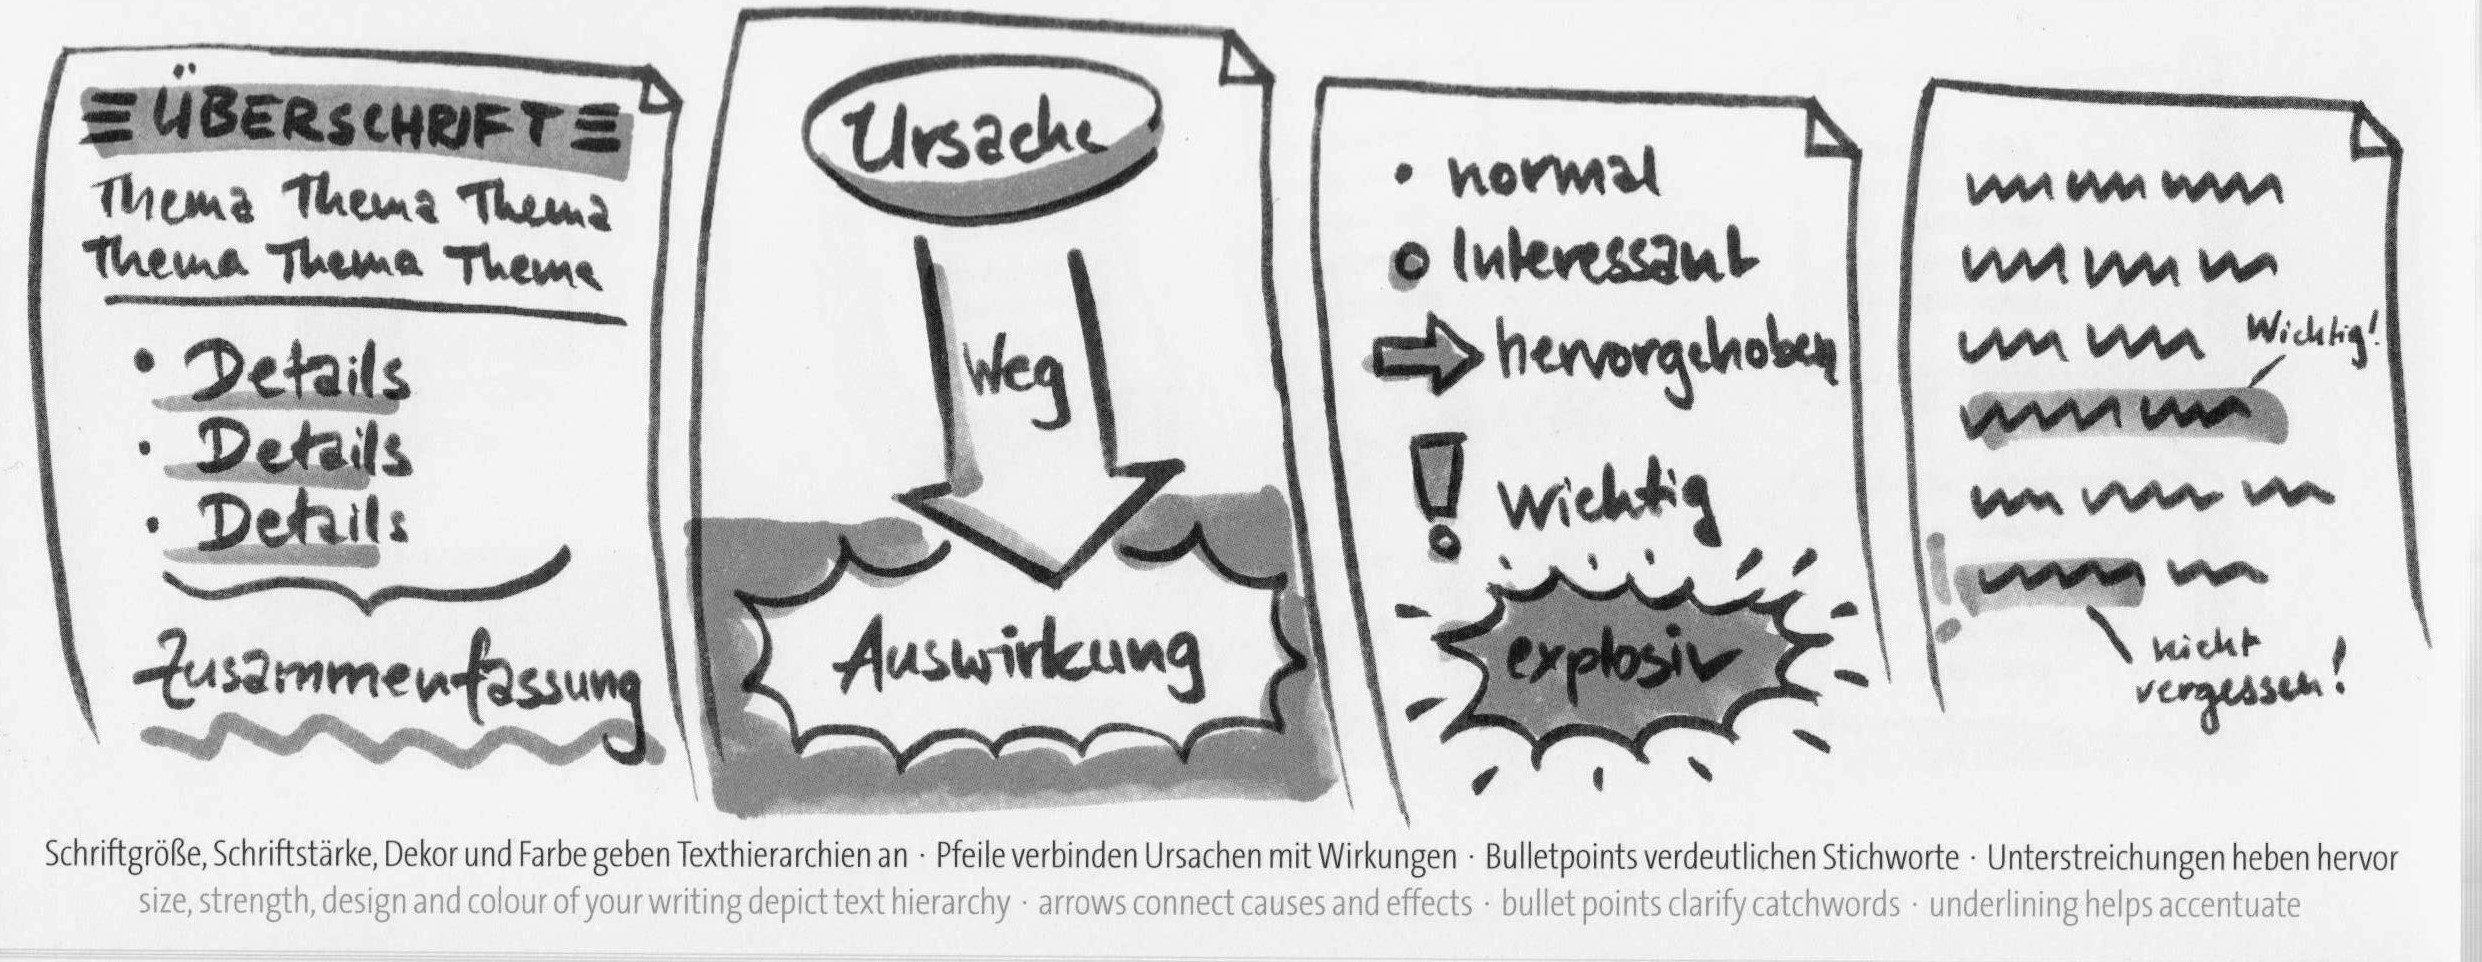 ÜBERSCHRIFT
Thema Thema Thema
Thema Thema Thema
• Details
• Details
• Details
Zusammenfassung
Ursache
Weg
Auswirkung
• normal
Interessant
hervorgehoben
! wichtig
explosiv
Wichtig!
nicht
vergessen!
Schriftgröße, Schriftstärke, Dekor und Farbe geben Texthierarchien an · Pfeile verbinden Ursachen mit Wirkungen · Bulletpoints verdeutlichen Stichworte · Unterstreichungen heben hervor
size, strength, design and colour of your writing depict text hierarchy · arrows connect causes and effects · bullet points clarify catchwords · underlining helps accentuate